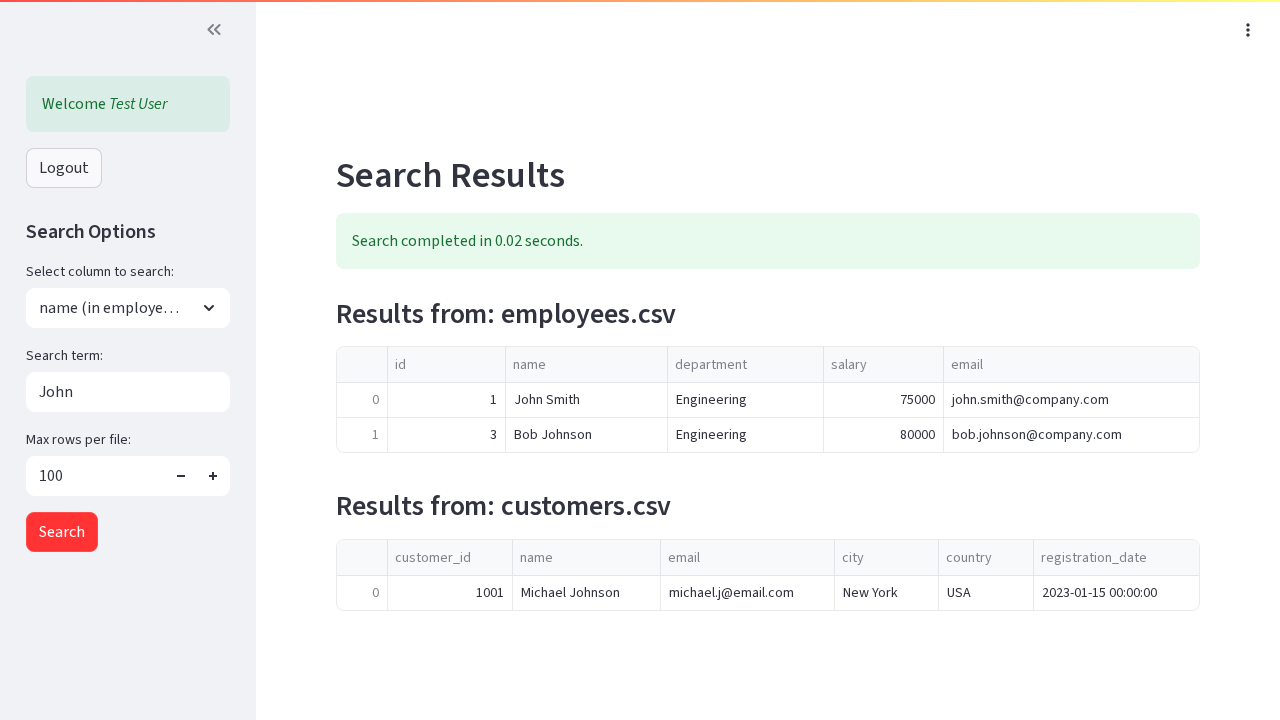 Welcome Test User
Logout
Search Options
Select column to search:
name (in employe...
Search term:
John
Max rows per file:
100
Search
Search Results
Search completed in 0.02 seconds.
Results from: employees.csv
id name department salary email
0 1 John Smith Engineering 75000 john.smith@company.com
1 3 Bob Johnson Engineering 80000 bob.johnson@company.com
Results from: customers.csv
customer_id name email city country registration_date
0 1001 Michael Johnson michael.j@email.com New York USA 2023-01-15 00:00:00